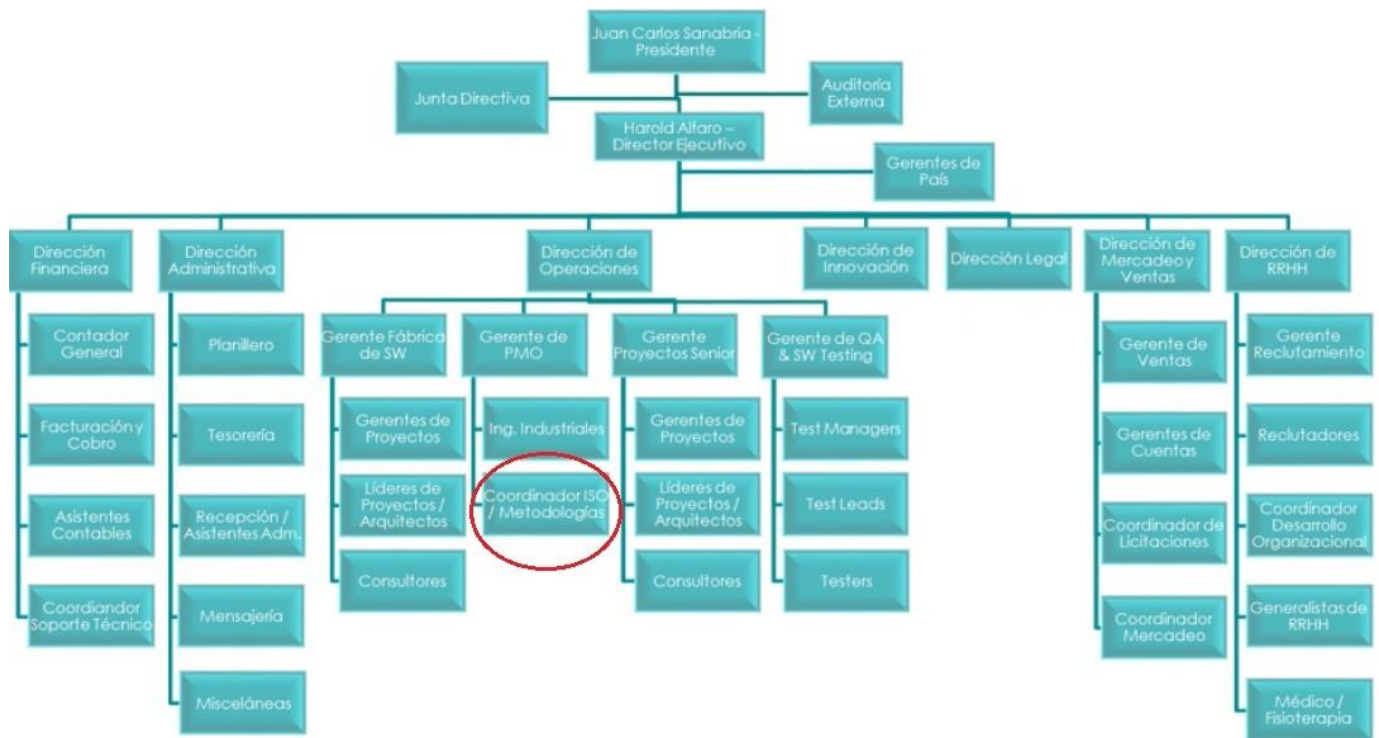 Juan Carlos Sanabria -
Presidente
Junta Directiva
Auditoría
Externa
Harold Alfaro –
Director Ejecutivo
Gerentes de
País
Dirección
Financiera
Dirección
Administrativa
Dirección de
Operaciones
Dirección de
Innovación
Dirección Legal
Dirección de
Mercadeo y
Ventas
Dirección de
RRHH
Contador
General
Facturación y
Cobro
Asistentes
Contables
Coordiandor
Soporte Técnico
Planillero
Tesorería
Recepción /
Asistentes Adm.
Mensajería
Misceláneas
Gerente Fábrica
de SW
Gerentes de
Proyectos
Líderes de
Proyectos /
Arquitectos
Consultores
Gerente de
PMO
Ing. Industriales
Coordinador ISO
/ Metodologías
Gerente
Proyectos Senior
Gerentes de
Proyectos
Líderes de
Proyectos /
Arquitectos
Consultores
Gerente de QA
& SW Testing
Test Managers
Test Leads
Testers
Gerente de
Ventas
Gerentes de
Cuentas
Coordinador de
Licitaciones
Coordinador
Mercadeo
Gerente
Reclutamiento
Reclutadores
Coordinador
Desarrollo
Organizacional
Generalistas de
RRHH
Médico /
Fisioterapia